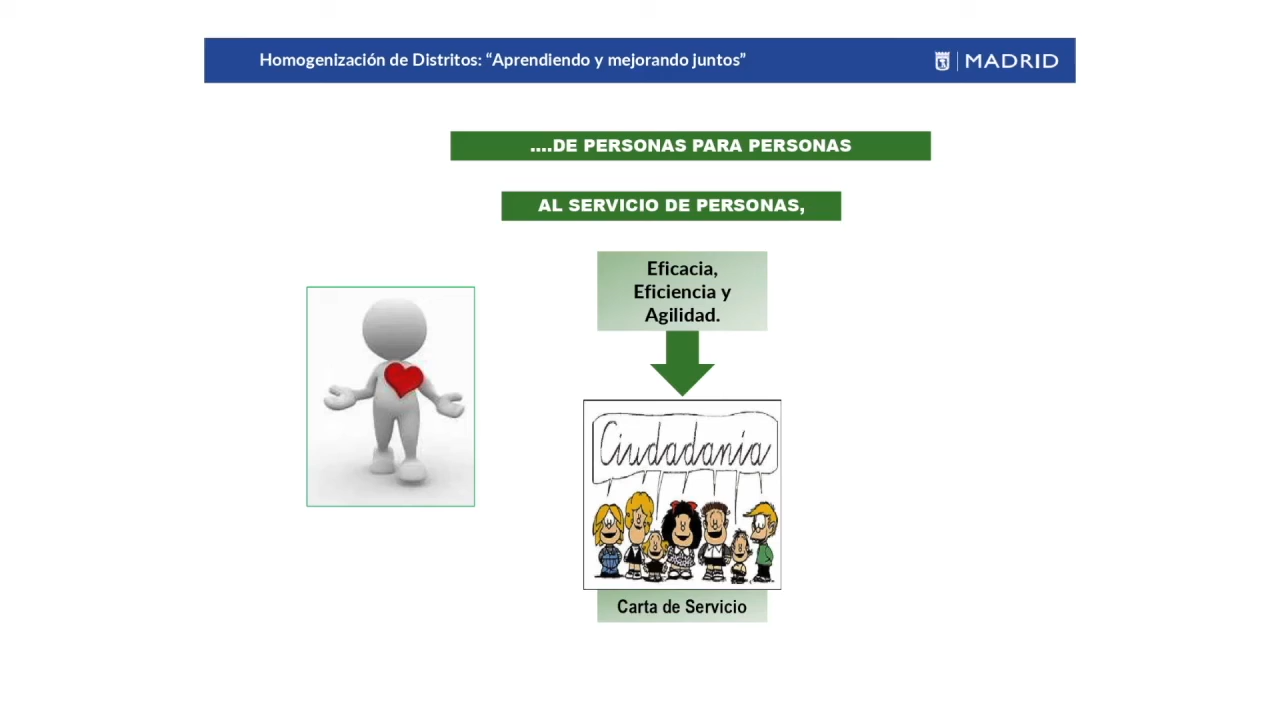 Homogenización de Distritos: “Aprendiendo y mejorando juntos”
MADRID
....DE PERSONAS PARA PERSONAS
AL SERVICIO DE PERSONAS,
Eficacia,
Eficiencia y
Agilidad.
Ciudadanía
Carta de Servicio